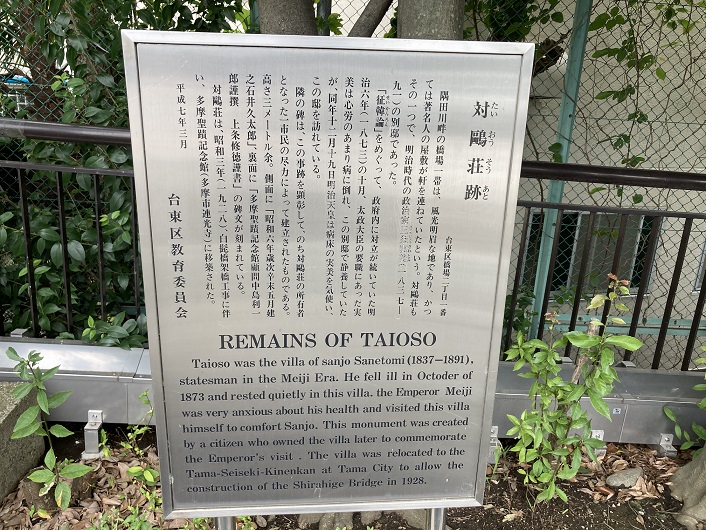 対鷗荘跡
たい おう そう あと
台東区橋場一丁目一番
隅田川畔の橋場一帯は、風光明眉な地であり、かつ
ては著名人の屋敷が軒を連ねていたという。対鷗荘も
その一つで、明治時代の政治家三條実美(一八三七―
九一)の別邸であった。
『征韓論』をめぐって、政府内に対立が続いていた明
治六年(一八七三)の十月、太政大臣の要職にあった実
美は心労のあまり病に倒れ、この別邸で静養していた
が、同年十二月十九日明治天皇は病床の実美を気使い、
この邸を訪れている。
隣の碑は、この事跡を顕彰して、のち対鷗荘の所有者
となった一市民の尽力によって建立されたものである。
高さ三メートル余。側面に「昭和六年歳次辛未五月建
之石井久太郎」、裏面に「多摩聖蹟記念館顧問中島利一
郎謹撰 上条修徳謹書」の碑文が刻まれている。
対鷗荘は、昭和三年(一九二八)、白髭橋架橋工事に伴
い、多摩聖蹟記念館(多摩市連光寺)に移築された。
平成七年三月
台東区教育委員会
REMAINS OF TAIOSO
Taioso was the villa of sanjo Sanetomi (1837-1891),
statesman in the Meiji Era. He fell ill in Octoder of
1873 and rested quietly in this villa. the Emperor Meiji
was very anxious about his health and visited this villa
himself to comfort Sanjo. This monument was created
by a citizen who owned the villa later to commemorate
the Emperor's visit . The villa was relocated to the
Tama-Seiseki-Kinenkan at Tama City to allow the
construction of the Shirahige Bridge in 1928.